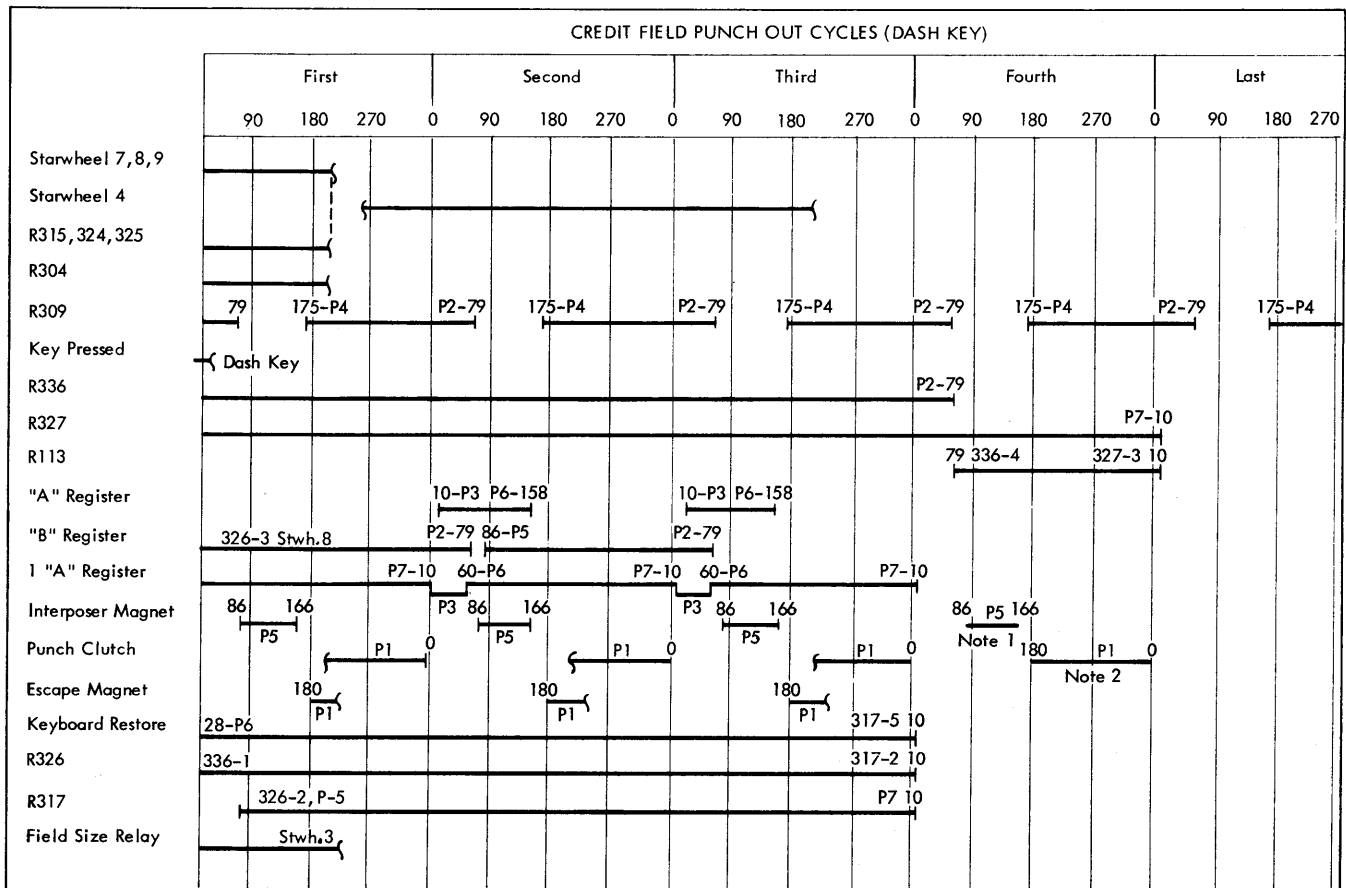 CREDIT FIELD PUNCH OUT CYCLES (DASH KEY)
First Second Third Fourth Last
90 180 270 0 90 180 270 0 90 180 270 0 90 180 270 0 90 180 270
Starwheel 7,8,9
Starwheel 4
R315,324,325
R304
R309 79 175-P4 P2-79 175-P4 P2-79 175-P4 P2-79 175-P4 P2-79 175-P4
Key Pressed Dash Key
R336 P2-79
R327 P7-10
R113 79 336-4 327-3 10
"A" Register 10-P3 P6-158 10-P3 P6-158
"B" Register 326-3 Stwh.8 P2-79 86-P5 P2-79
1 "A" Register P7-10 60-P6 P7-10 60-P6 P7-10
P3 P3
Interposer Magnet 86 166 86 166 86 166 86 P5 166
P5 P5 P5 Note 1
Punch Clutch P1 0 P1 0 P1 0 180 P1 0
Note 2
Escape Magnet 180 180 180
P1 P1 P1
Keyboard Restore 28-P6 317-5 10
R326 336-1 317-2 10
R317 326-2, P-5 P7 10
Field Size Relay Stwh.3